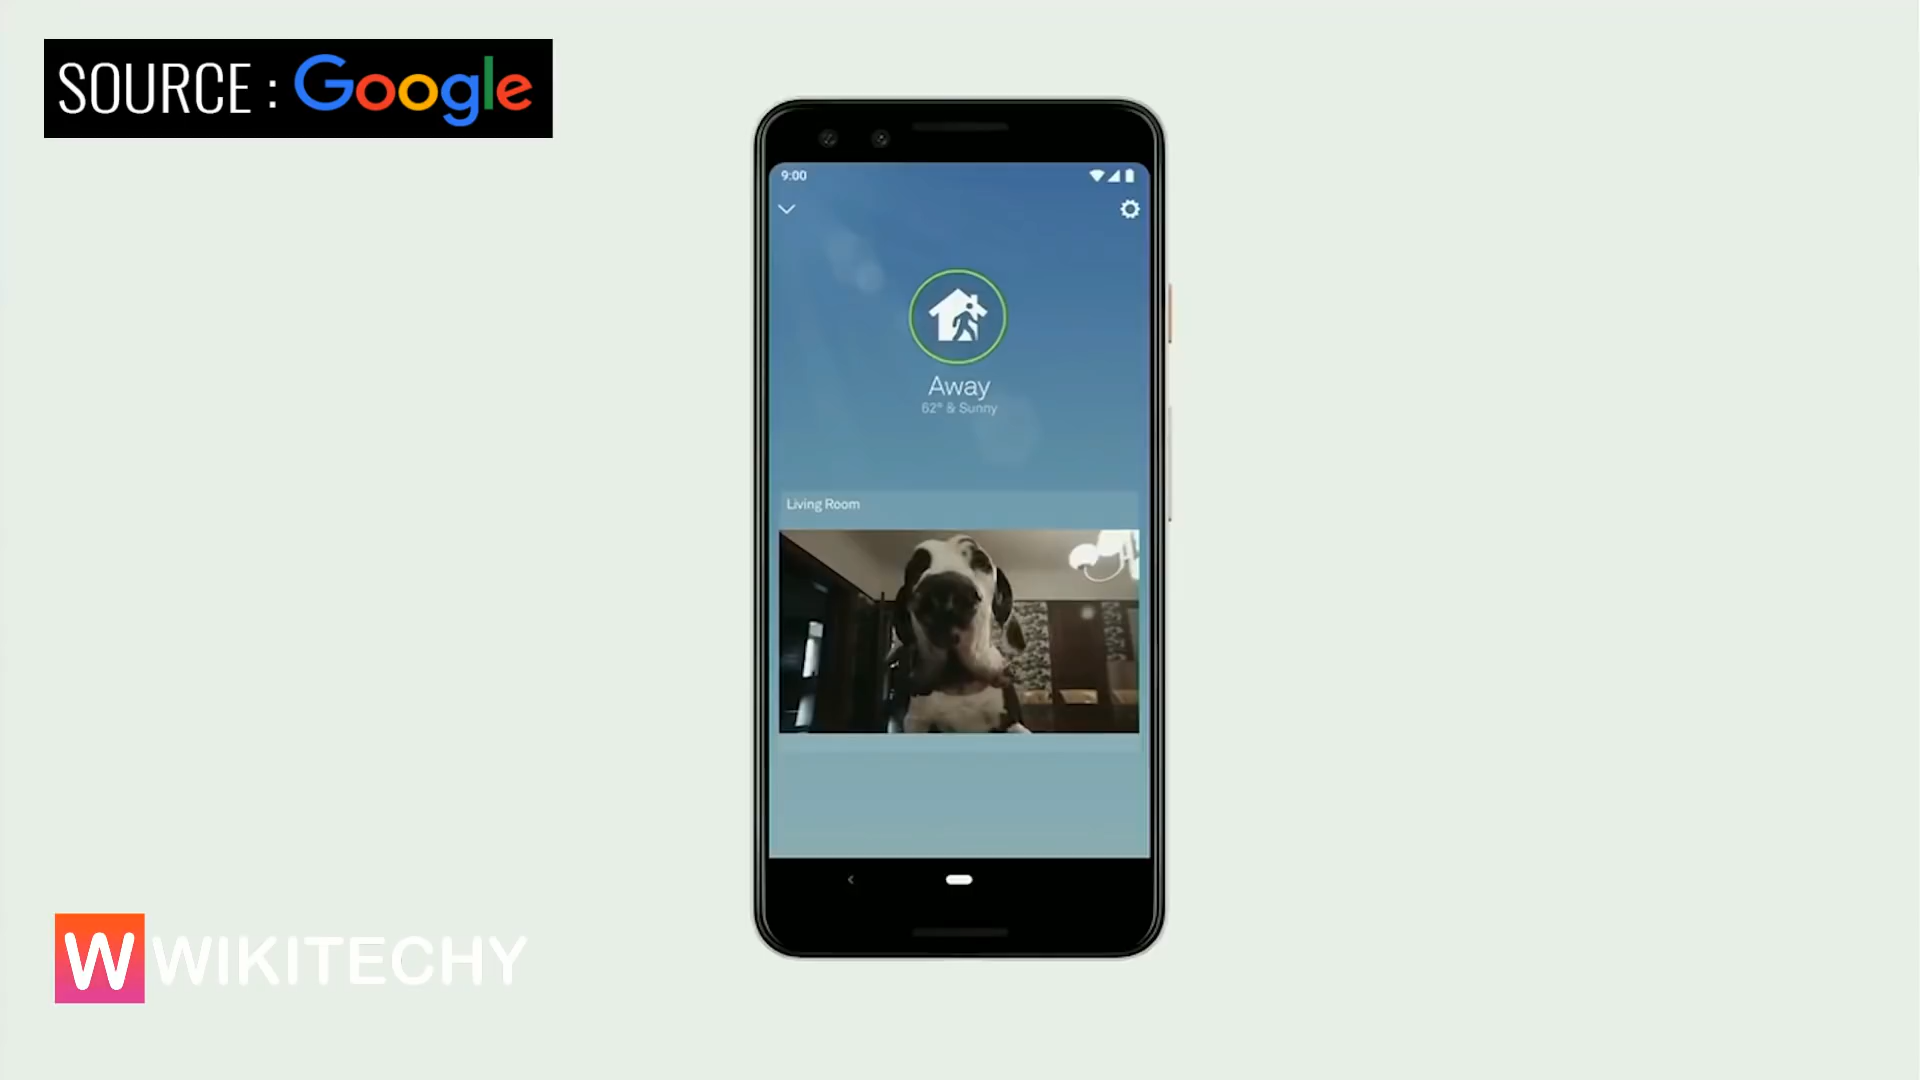 SOURCE : Google
9:00
Away
62° & Sunny
Living Room
W WIKITECHY